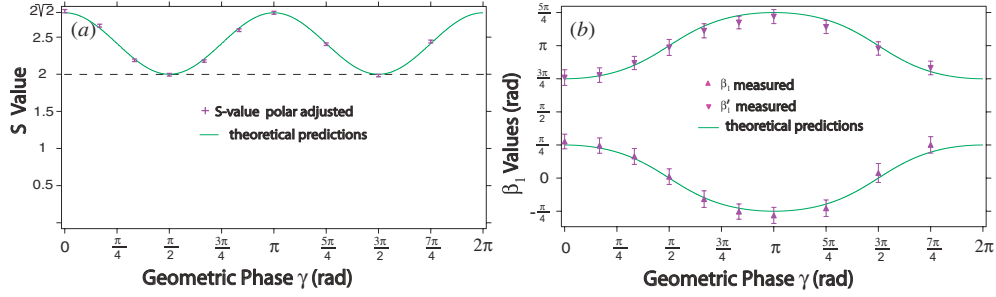 (a)
S Value
2√2
2.5
2
1.5
1
0.5
S-value polar adjusted
theoretical predictions
0 π/4 π/2 3π/4 π 5π/4 3π/2 7π/4 2π
Geometric Phase γ (rad)
(b)
β₁ Values (rad)
5π/4
π
3π/4
π/2
π/4
0
-π/4
β₁ measured
β₁′ measured
theoretical predictions
0 π/4 π/2 3π/4 π 5π/4 3π/2 7π/4 2π
Geometric Phase γ (rad)